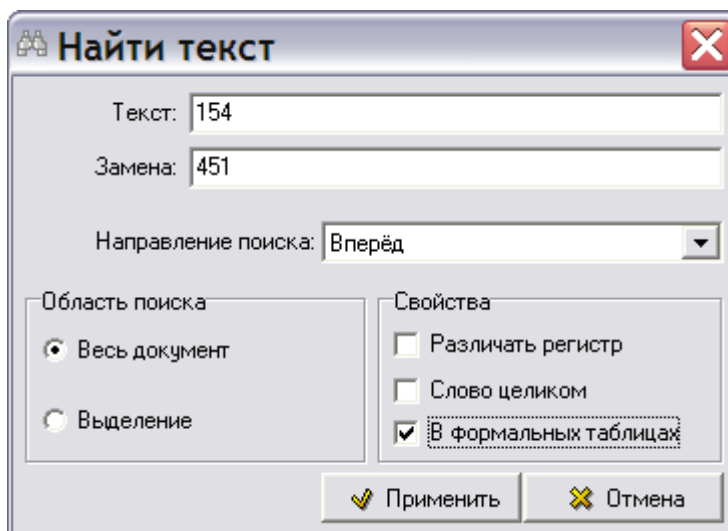 Найти текст
Текст: 154
Замена: 451
Направление поиска: Вперёд
Область поиска
Весь документ
Выделение
Свойства
Различать регистр
Слово целиком
В формальных таблицах
Применить Отмена